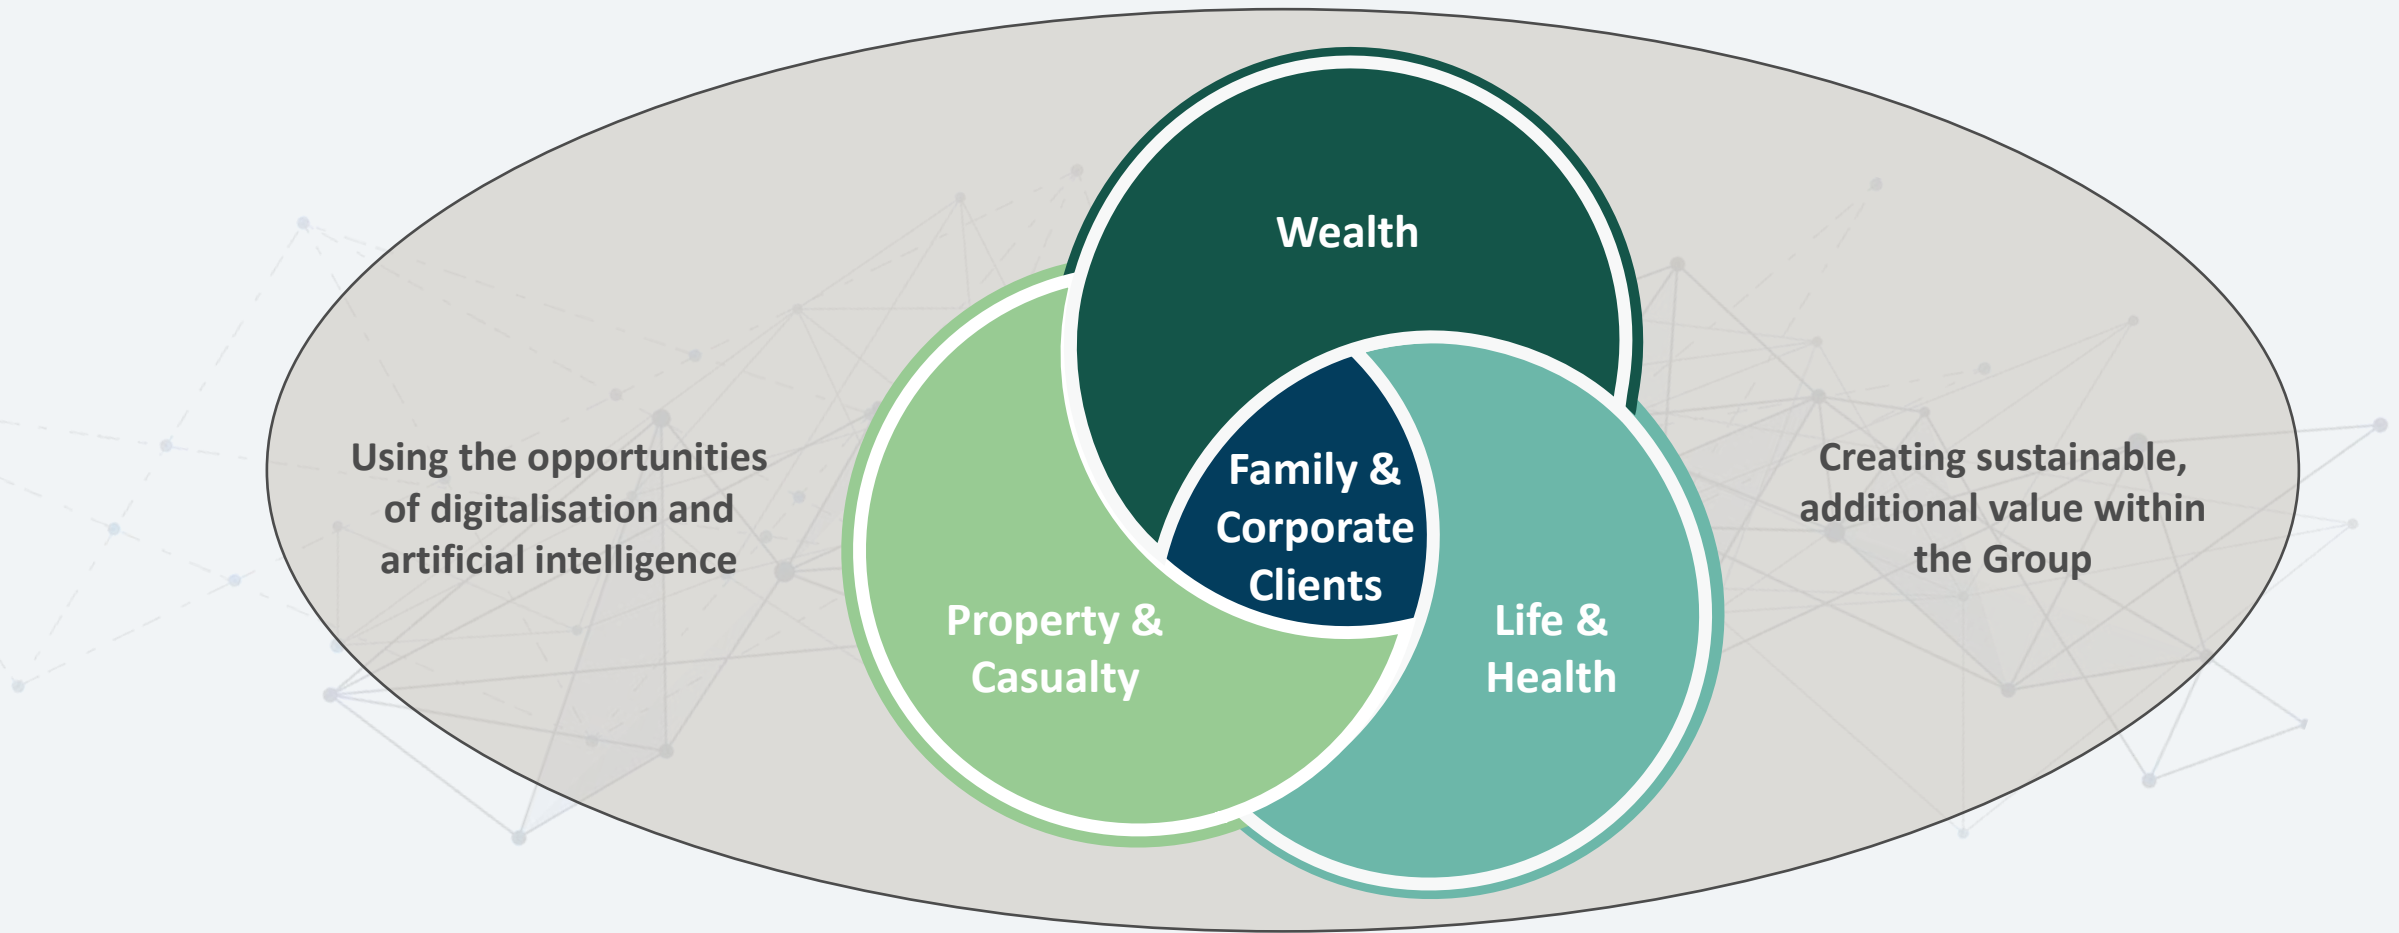 Wealth
Using the opportunities
of digitalisation and
artificial intelligence
Family &
Corporate
Clients
Creating sustainable,
additional value within
the Group
Property &
Casualty
Life &
Health